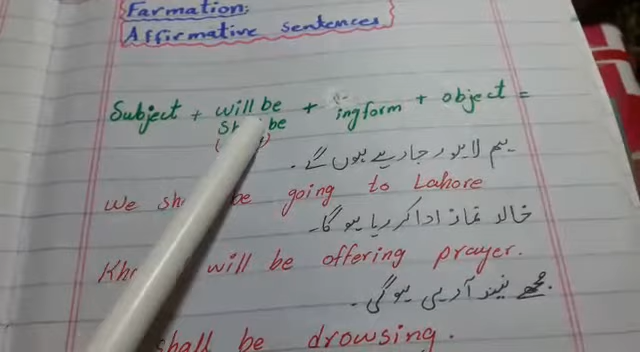 Farmation:
Affirmative sentences
Subject + will be + ingform + object =
be
ہم لاہور جا رہے ہوں گے۔
We be going to Lahore
خالد نماز ادا کر رہا ہو گا۔
will be offering prayer.
مجھے نیند آ رہی ہو گی۔
shall be drowsing.